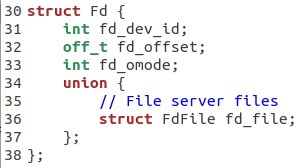 30 struct Fd {
31     int fd_dev_id;
32     off_t fd_offset;
33     int fd_omode;
34     union {
35         // File server files
36         struct FdFile fd_file;
37     };
38 };